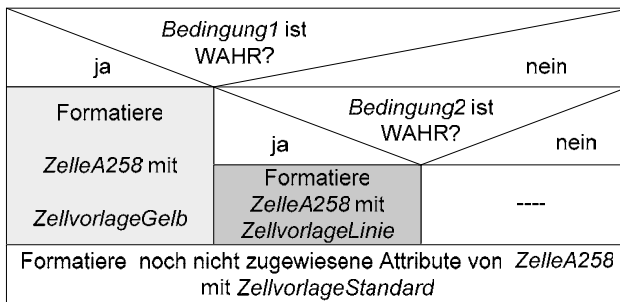 Bedingung1 ist
WAHR?
ja
nein
Formatiere
ZelleA258 mit
ZellvorlageGelb
Bedingung2 ist
WAHR?
ja
nein
Formatiere
ZelleA258 mit
ZellvorlageLinie
----
Formatiere noch nicht zugewiesene Attribute von ZelleA258
mit ZellvorlageStandard